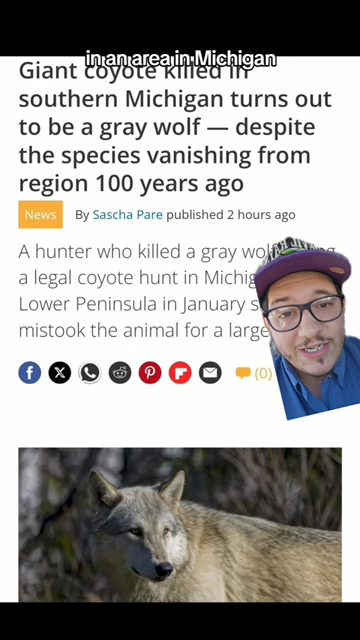 in an area in Michigan
Giant coyote killed in
southern Michigan turns out
to be a gray wolf — despite
the species vanishing from
region 100 years ago
News By Sascha Pare published 2 hours ago
A hunter who killed a gray
a legal coyote hunt in
Lower Peninsula in January
mistook the animal for a large
(0)